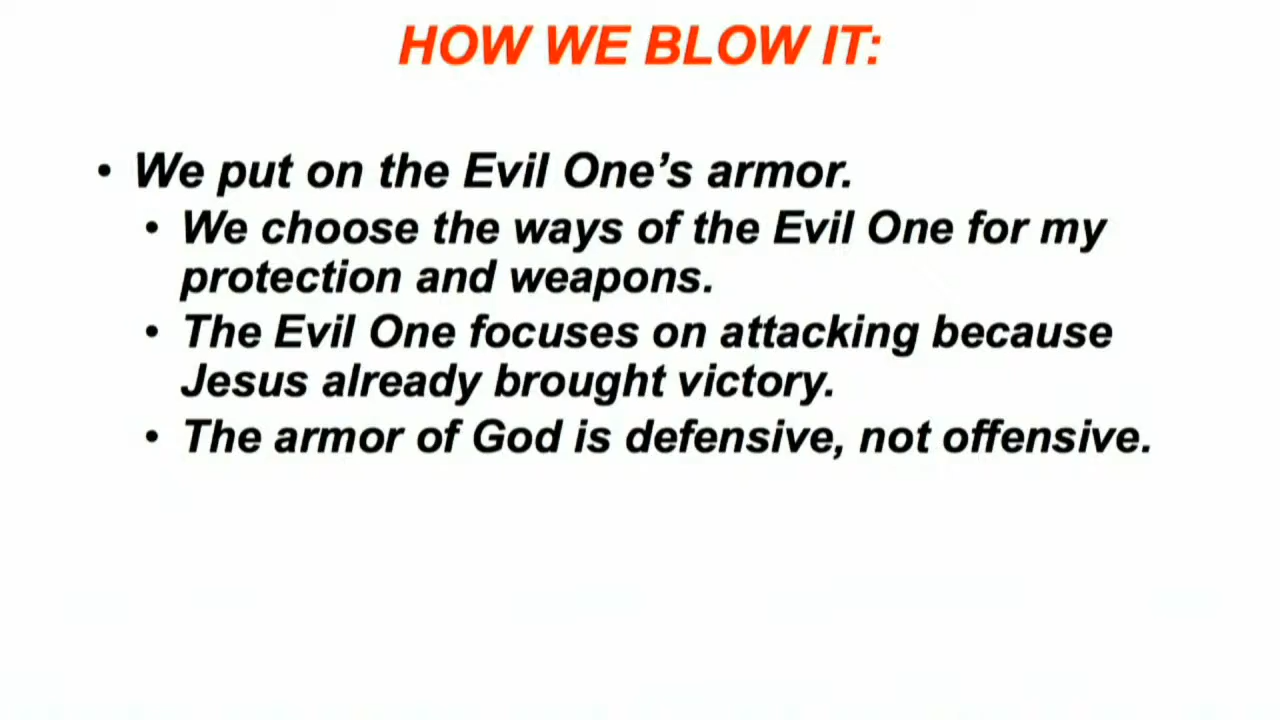 HOW WE BLOW IT:
• We put on the Evil One’s armor.
• We choose the ways of the Evil One for my
protection and weapons.
• The Evil One focuses on attacking because
Jesus already brought victory.
• The armor of God is defensive, not offensive.